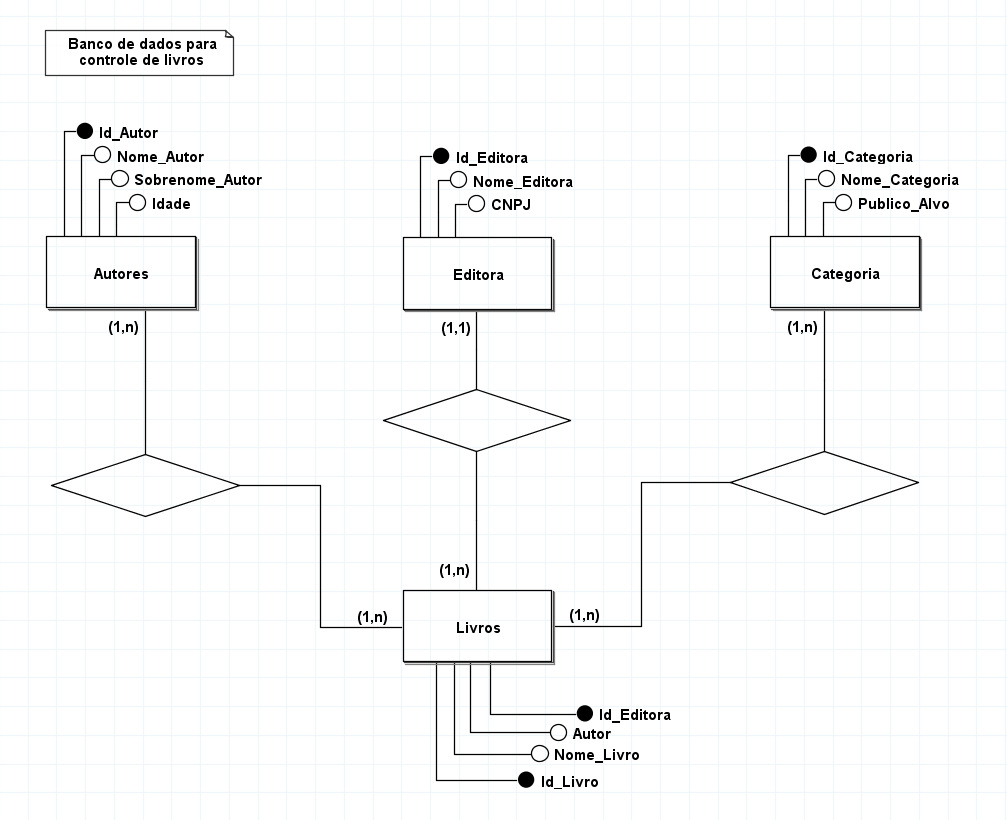 Banco de dados para
controle de livros
Id_Autor
Nome_Autor
Sobrenome_Autor
Idade
Autores
(1,n)
Id_Editora
Nome_Editora
CNPJ
Editora
(1,1)
Id_Categoria
Nome_Categoria
Publico_Alvo
Categoria
(1,n)
(1,n)
(1,n)
(1,n)
Livros
Id_Editora
Autor
Nome_Livro
Id_Livro